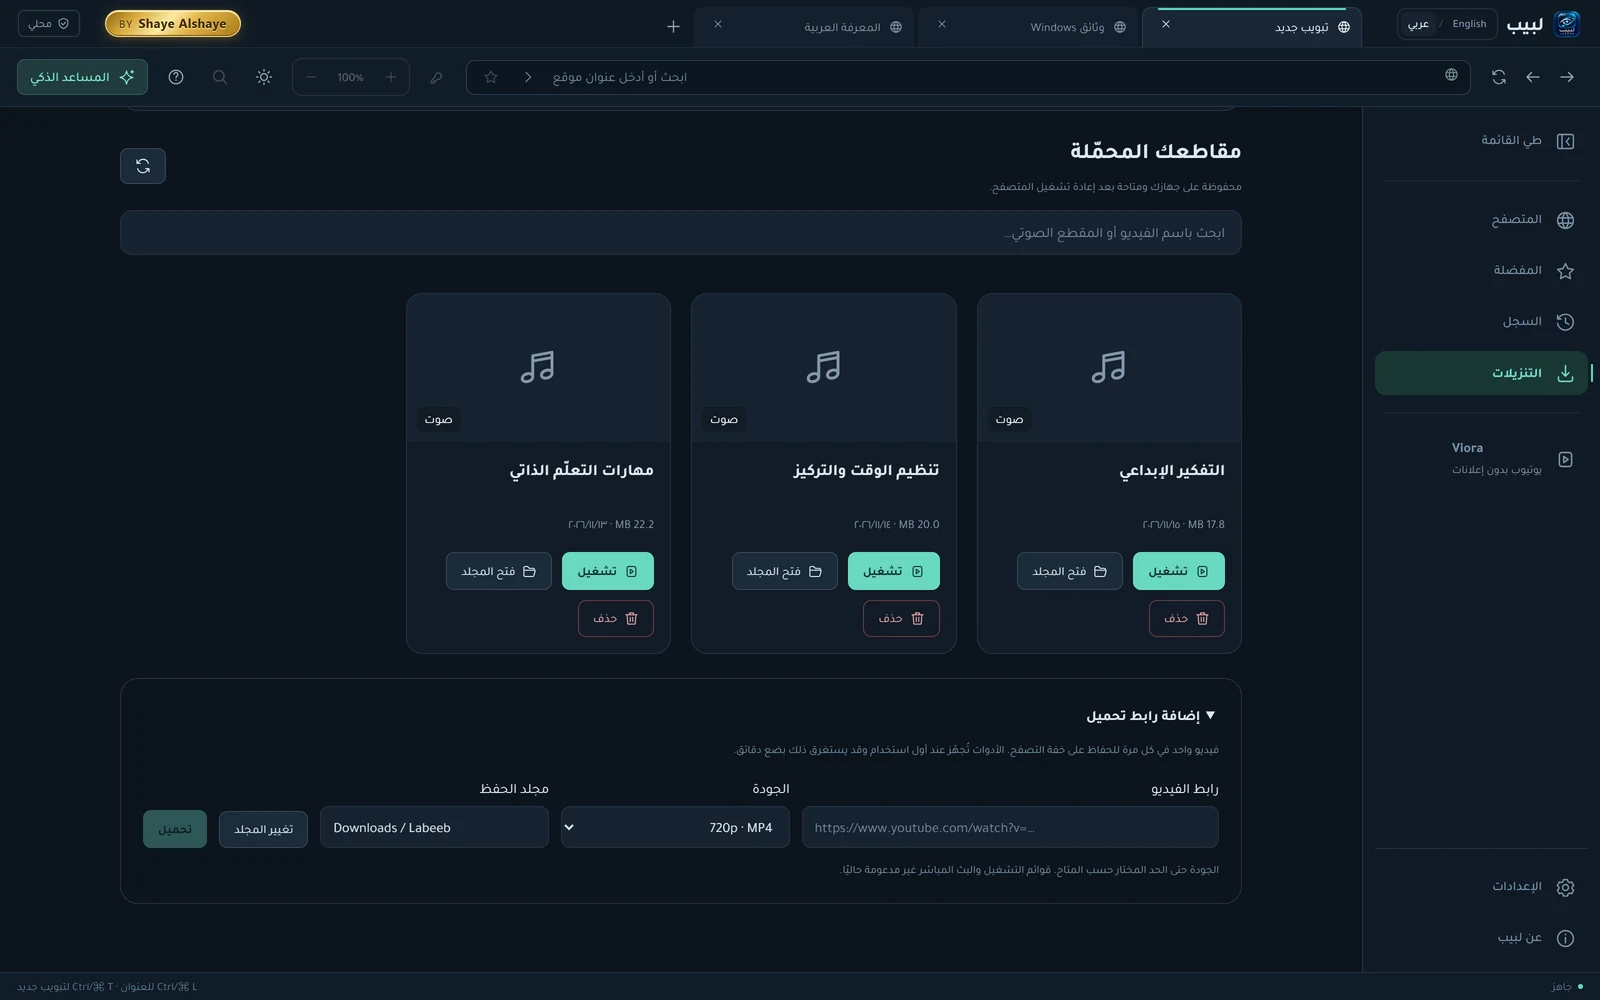 لبيب
English / عربي
تبويب جديد
وثائق Windows
المعرفة العربية
BY Shaye Alshaye
محلي
ابحث أو أدخل عنوان موقع
100%
المساعد الذكي
طي القائمة
المتصفح
المفضلة
السجل
التنزيلات
Viora
يوتيوب بدون إعلانات
الإعدادات
عن لبيب
مقاطعك المحمّلة
محفوظة على جهازك ومتاحة بعد إعادة تشغيل المتصفح.
ابحث باسم الفيديو أو المقطع الصوتي...
صوت
التفكير الإبداعي
17.8 MB · ٢٠٢٦/١١/١٥
تشغيل
فتح المجلد
حذف
صوت
تنظيم الوقت والتركيز
20.0 MB · ٢٠٢٦/١١/١٤
تشغيل
فتح المجلد
حذف
صوت
مهارات التعلّم الذاتي
22.2 MB · ٢٠٢٦/١١/١٣
تشغيل
فتح المجلد
حذف
▼ إضافة رابط تحميل
فيديو واحد في كل مرة للحفاظ على خفة التصفح. الأدوات تُجهّز عند أول استخدام وقد يستغرق ذلك بضع دقائق.
رابط الفيديو
الجودة
مجلد الحفظ
https://www.youtube.com/watch?v=...
720p · MP4
Downloads / Labeeb
تغيير المجلد
تحميل
الجودة حتى الحد المختار حسب المتاح. قوائم التشغيل والبث المباشر غير مدعومة حاليًا.
جاهز
Ctrl/⌘ L للعنوان · Ctrl/⌘ T لتبويب جديد